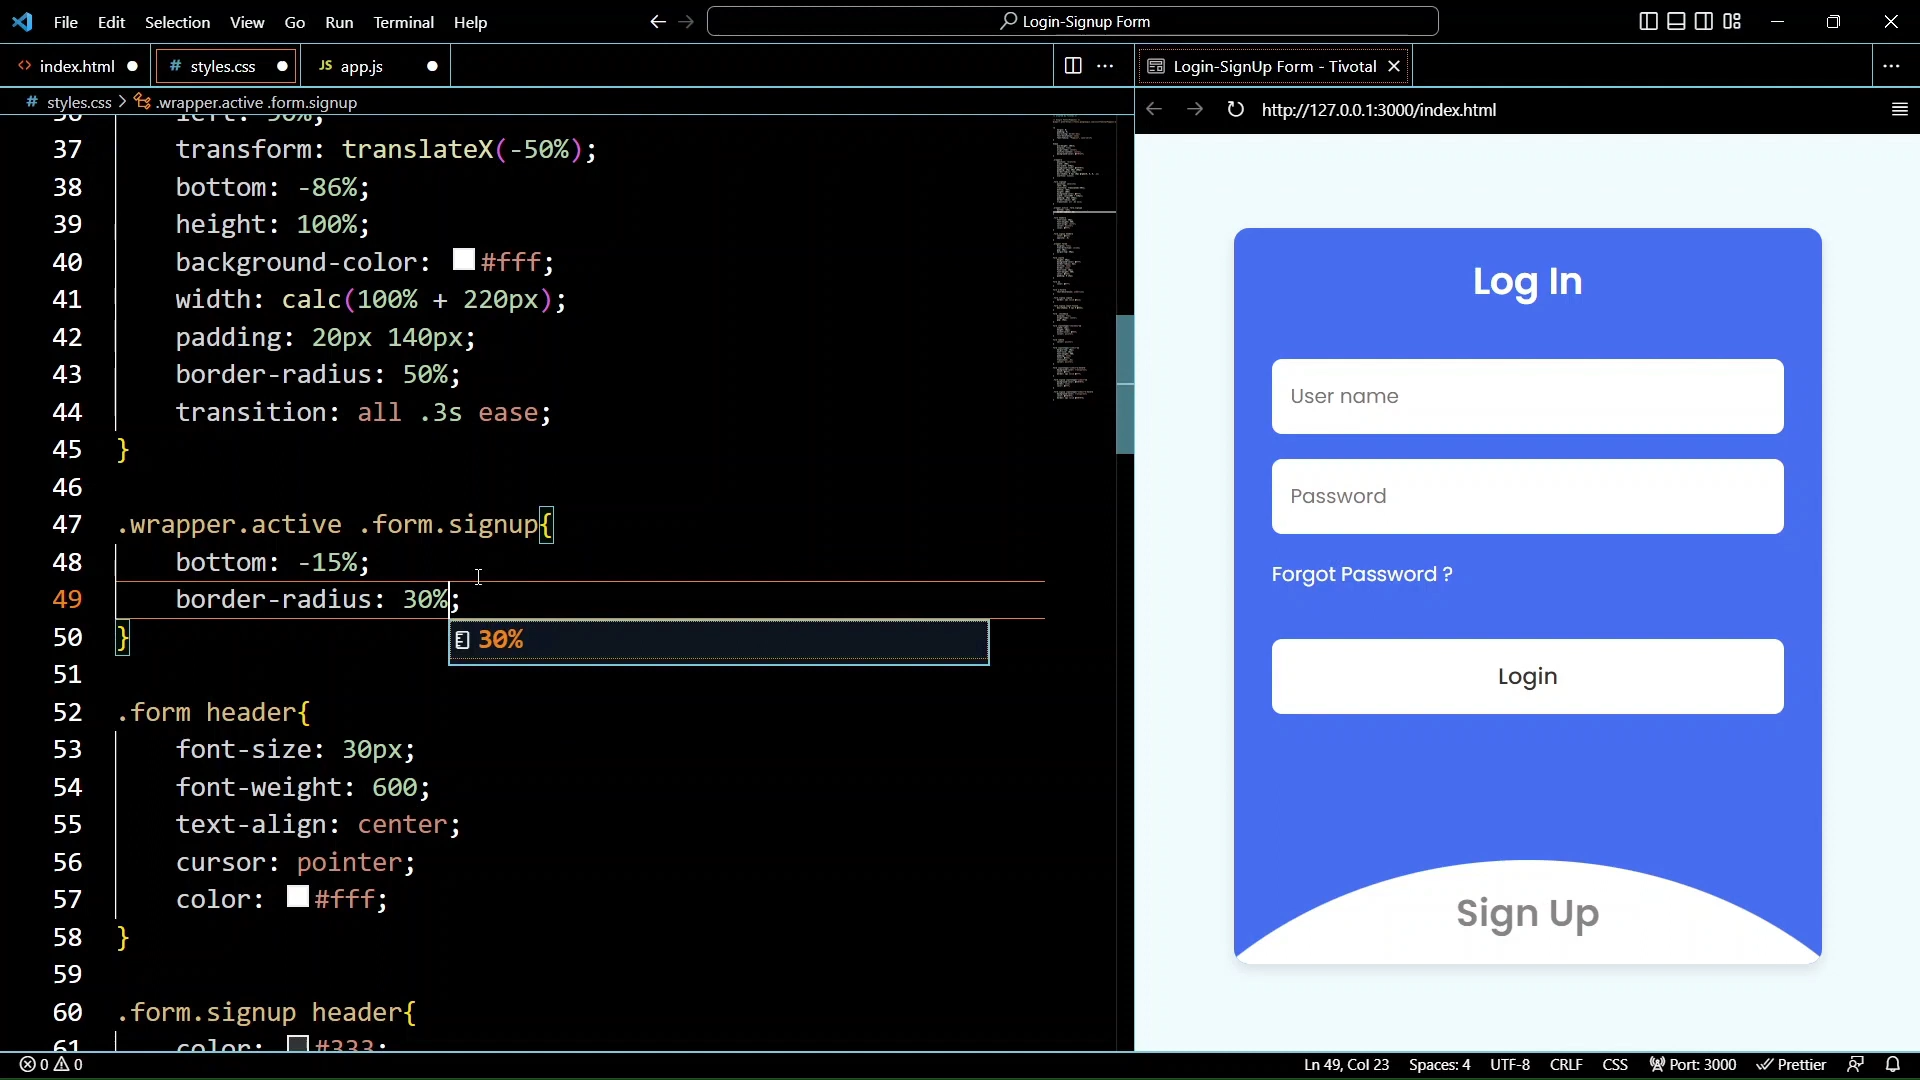 File Edit Selection View Go Run Terminal Help
Login-Signup Form
index.html
# styles.css
JS app.js
Login-SignUp Form - Tivotal
# styles.css > .wrapper.active .form.signup
http://127.0.0.1:3000/index.html
37 transform: translateX(-50%);
38 bottom: -86%;
39 height: 100%;
40 background-color: #fff;
41 width: calc(100% + 220px);
42 padding: 20px 140px;
43 border-radius: 50%;
44 transition: all .3s ease;
45 }
46
47 .wrapper.active .form.signup{
48 bottom: -15%;
49 border-radius: 30%;
30%
50 }
51
52 .form header{
53 font-size: 30px;
54 font-weight: 600;
55 text-align: center;
56 cursor: pointer;
57 color: #fff;
58 }
59
60 .form.signup header{
61 color: #333;
Log In
User name
Password
Forgot Password ?
Login
Sign Up
0 0
Ln 49, Col 23 Spaces: 4 UTF-8 CRLF CSS Port: 3000 Prettier